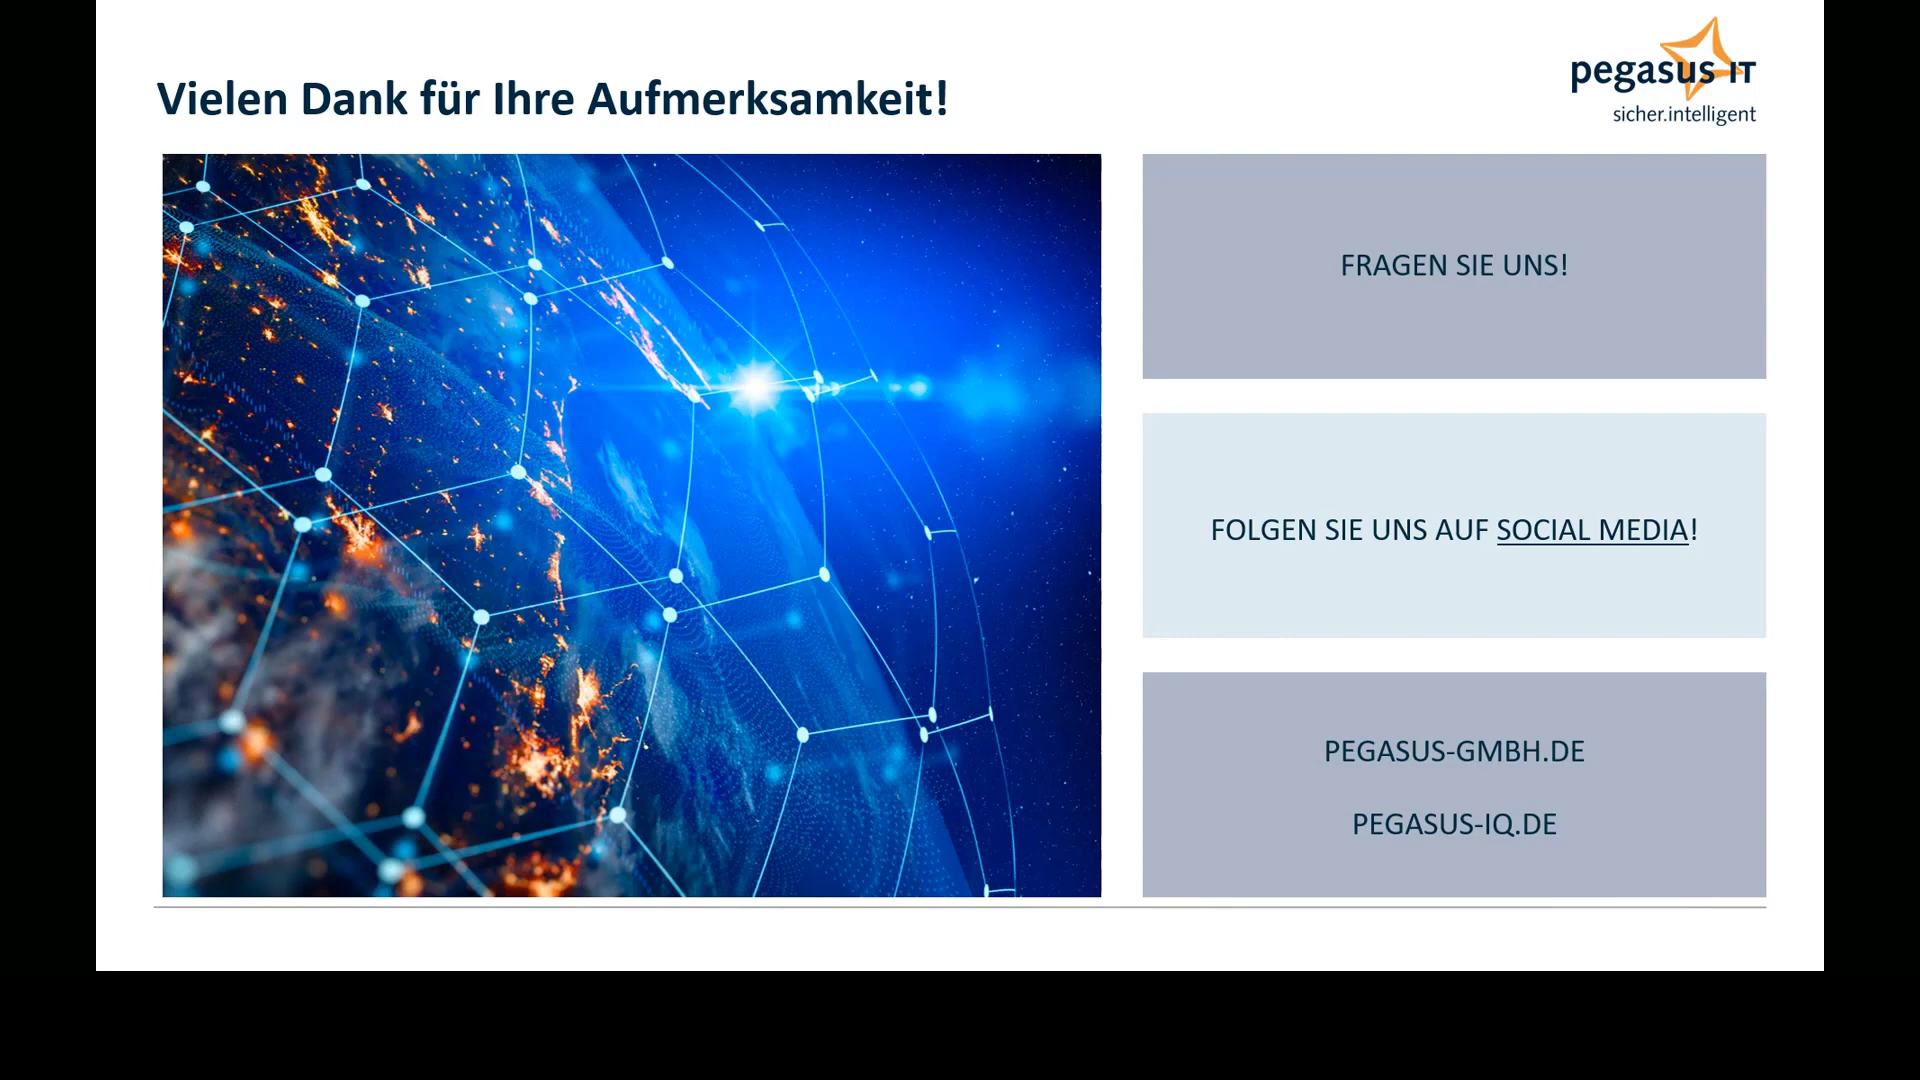 Vielen Dank für Ihre Aufmerksamkeit!
pegasus IT
sicher.intelligent
FRAGEN SIE UNS!
FOLGEN SIE UNS AUF SOCIAL MEDIA!
PEGASUS-GMBH.DE
PEGASUS-IQ.DE